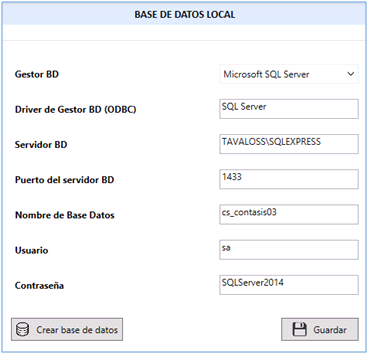 BASE DE DATOS LOCAL
Gestor BD Microsoft SQL Server
Driver de Gestor BD (ODBC) SQL Server
Servidor BD TAVALOSS\SQLEXPRESS
Puerto del servidor BD 1433
Nombre de Base Datos cs_contasis03
Usuario sa
Contraseña SQLServer2014
Crear base de datos Guardar